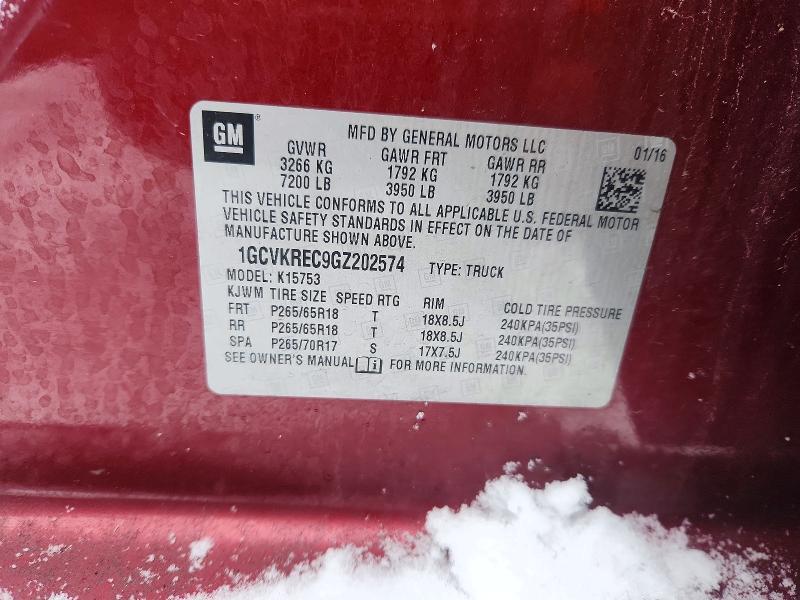 GM ®
MFD BY GENERAL MOTORS LLC 01/16
GVWR GAWR FRT GAWR RR
3266 KG 1792 KG 1792 KG
7200 LB 3950 LB 3950 LB
THIS VEHICLE CONFORMS TO ALL APPLICABLE U.S. FEDERAL MOTOR
VEHICLE SAFETY STANDARDS IN EFFECT ON THE DATE OF
MANUFACTURE SHOWN ABOVE.
1GCVKREC9GZ202574 TYPE: TRUCK
MODEL: K15753
KJWM TIRE SIZE SPEED RTG RIM COLD TIRE PRESSURE
FRT P265/65R18 T 18X8.5J 240KPA(35PSI)
RR P265/65R18 T 18X8.5J 240KPA(35PSI)
SPA P265/70R17 S 17X7.5J 240KPA(35PSI)
SEE OWNER'S MANUAL i FOR MORE INFORMATION.